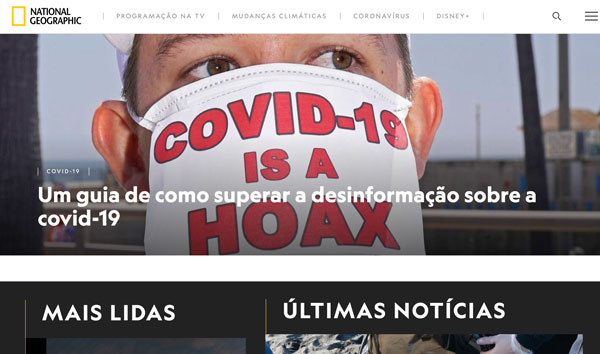 NATIONAL
GEOGRAPHIC
PROGRAMAÇÃO NA TV
MUDANÇAS CLIMÁTICAS
CORONAVÍRUS
DISNEY+
COVID-19
IS A
HOAX
COVID-19
Um guia de como superar a desinformação sobre a
covid-19
MAIS LIDAS
ÚLTIMAS NOTÍCIAS